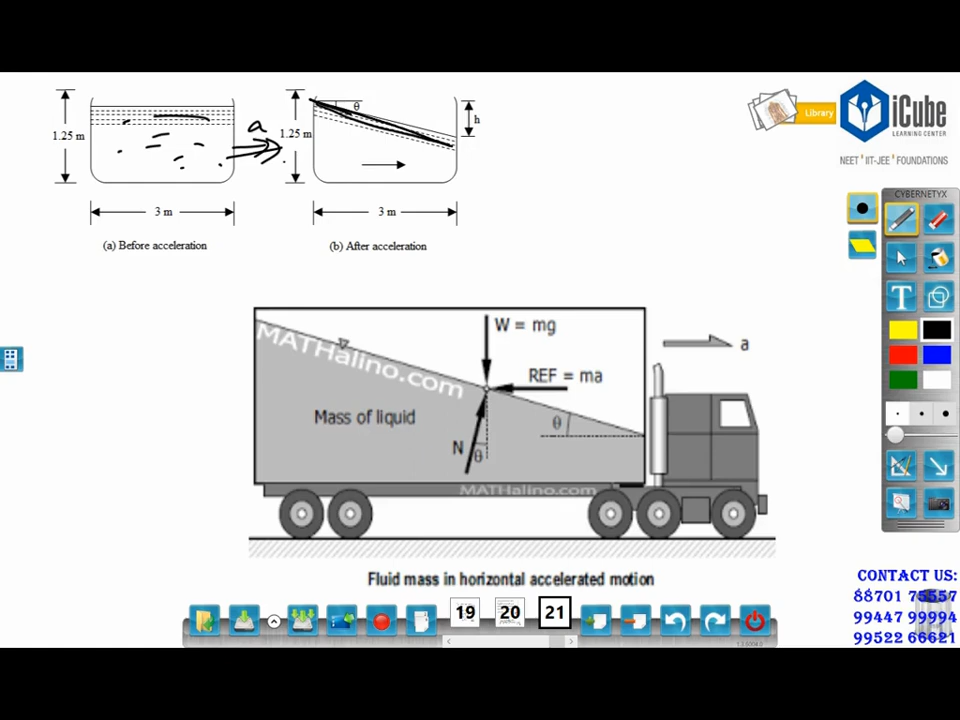 1.25 m
3 m
(a) Before acceleration
a
1.25 m
θ
h
3 m
(b) After acceleration
Library
iCube
LEARNING CENTER
NEET IIT-JEE FOUNDATIONS
CYBERNETYX
T
W = mg
REF = ma
a
MATHalino.com
Mass of liquid
θ
N
θ
MATHalino.com
Fluid mass in horizontal accelerated motion
19
20
21
CONTACT US:
88701 75557
99447 99994
99522 66621